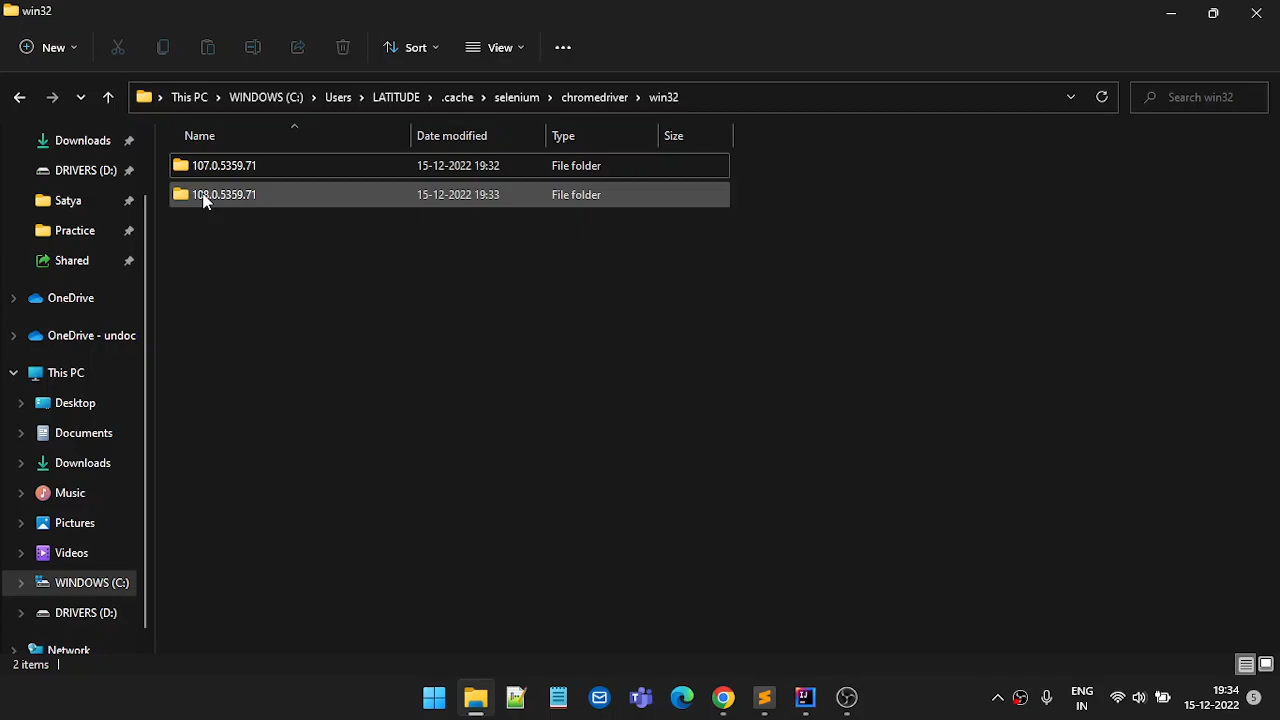 win32
New
Sort
View
This PC > WINDOWS (C:) > Users > LATITUDE > .cache > selenium > chromedriver > win32
Search win32
Name Date modified Type Size
107.0.5359.71 15-12-2022 19:32 File folder
108.0.5359.71 15-12-2022 19:33 File folder
Downloads
DRIVERS (D:)
Satya
Practice
Shared
OneDrive
OneDrive - undoc
This PC
Desktop
Documents
Downloads
Music
Pictures
Videos
WINDOWS (C:)
DRIVERS (D:)
Network
2 items
ENG
IN
19:34
15-12-2022
5